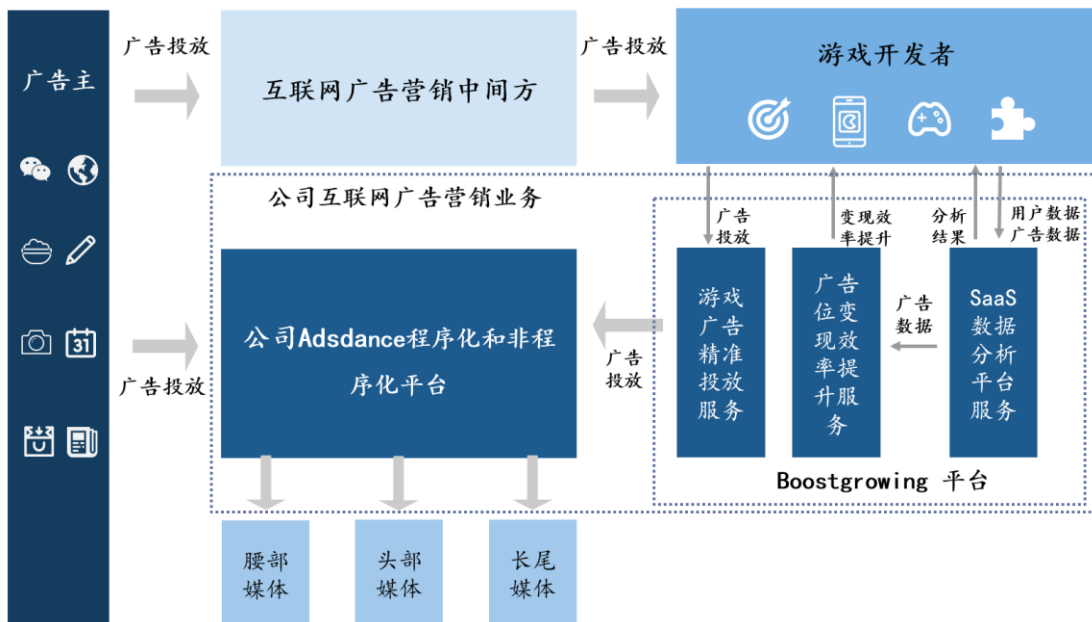 广告主
广告投放
互联网广告营销中间方
广告投放
游戏开发者
31
广告投放
公司互联网广告营销业务
公司Adsdance程序化和非程
序化平台
广告
投放
广告
投放
变现效
率提升
分析
结果
用户数据
广告数据
游戏
广告
精准
投放
服务
广告
位变
现效
率提
升服
务
广告
数据
SaaS
数据
分析
平台
服务
Boostgrowing 平台
腰部
媒体
头部
媒体
长尾
媒体